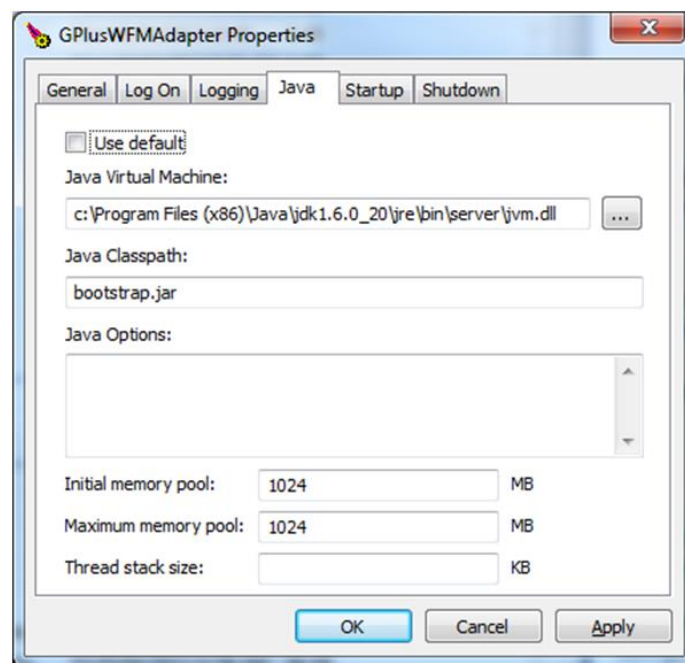 GPlusWFMAdapter Properties
General Log On Logging Java Startup Shutdown
Use default
Java Virtual Machine:
c:\Program Files (x86)\Java\jdk1.6.0_20\jre\bin\server\jvm.dll ...
Java Classpath:
bootstrap.jar
Java Options:
Initial memory pool: 1024 MB
Maximum memory pool: 1024 MB
Thread stack size: KB
OK Cancel Apply